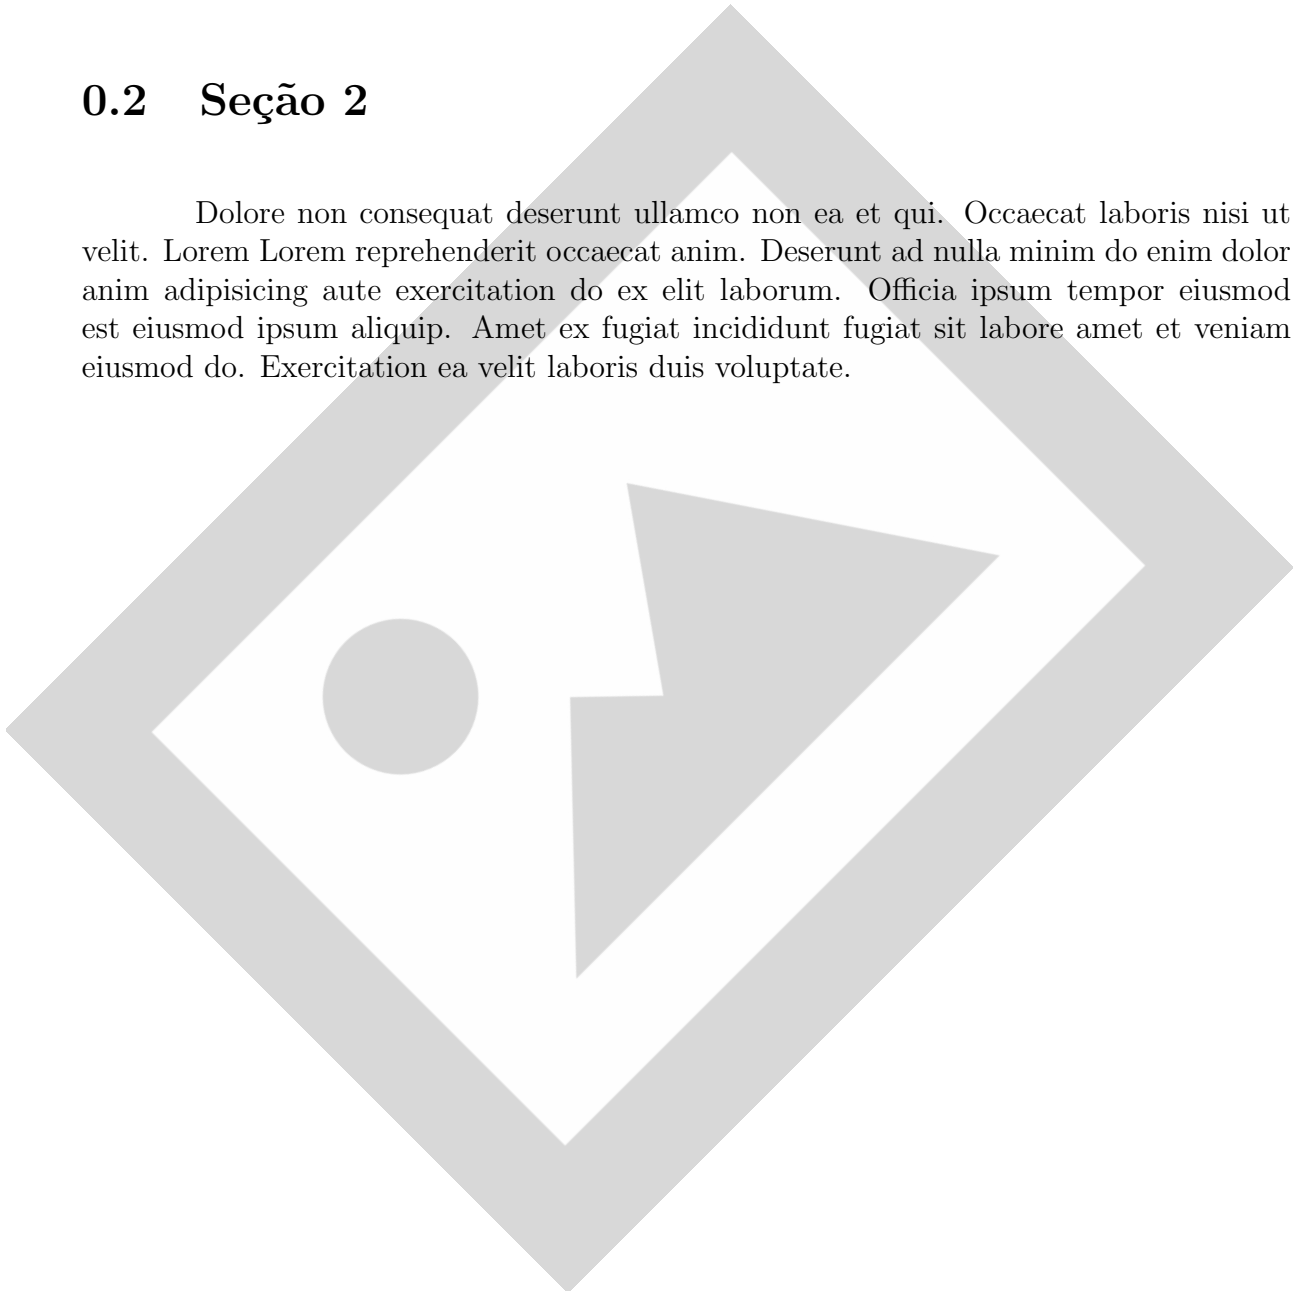 0.2 Seção 2
Dolore non consequat deserunt ullamco non ea et qui. Occaecat laboris nisi ut
velit. Lorem Lorem reprehenderit occaecat anim. Deserunt ad nulla minim do enim dolor
anim adipisicing aute exercitation do ex elit laborum. Officia ipsum tempor eiusmod
est eiusmod ipsum aliquip. Amet ex fugiat incididunt fugiat sit labore amet et veniam
eiusmod do. Exercitation ea velit laboris duis voluptate.